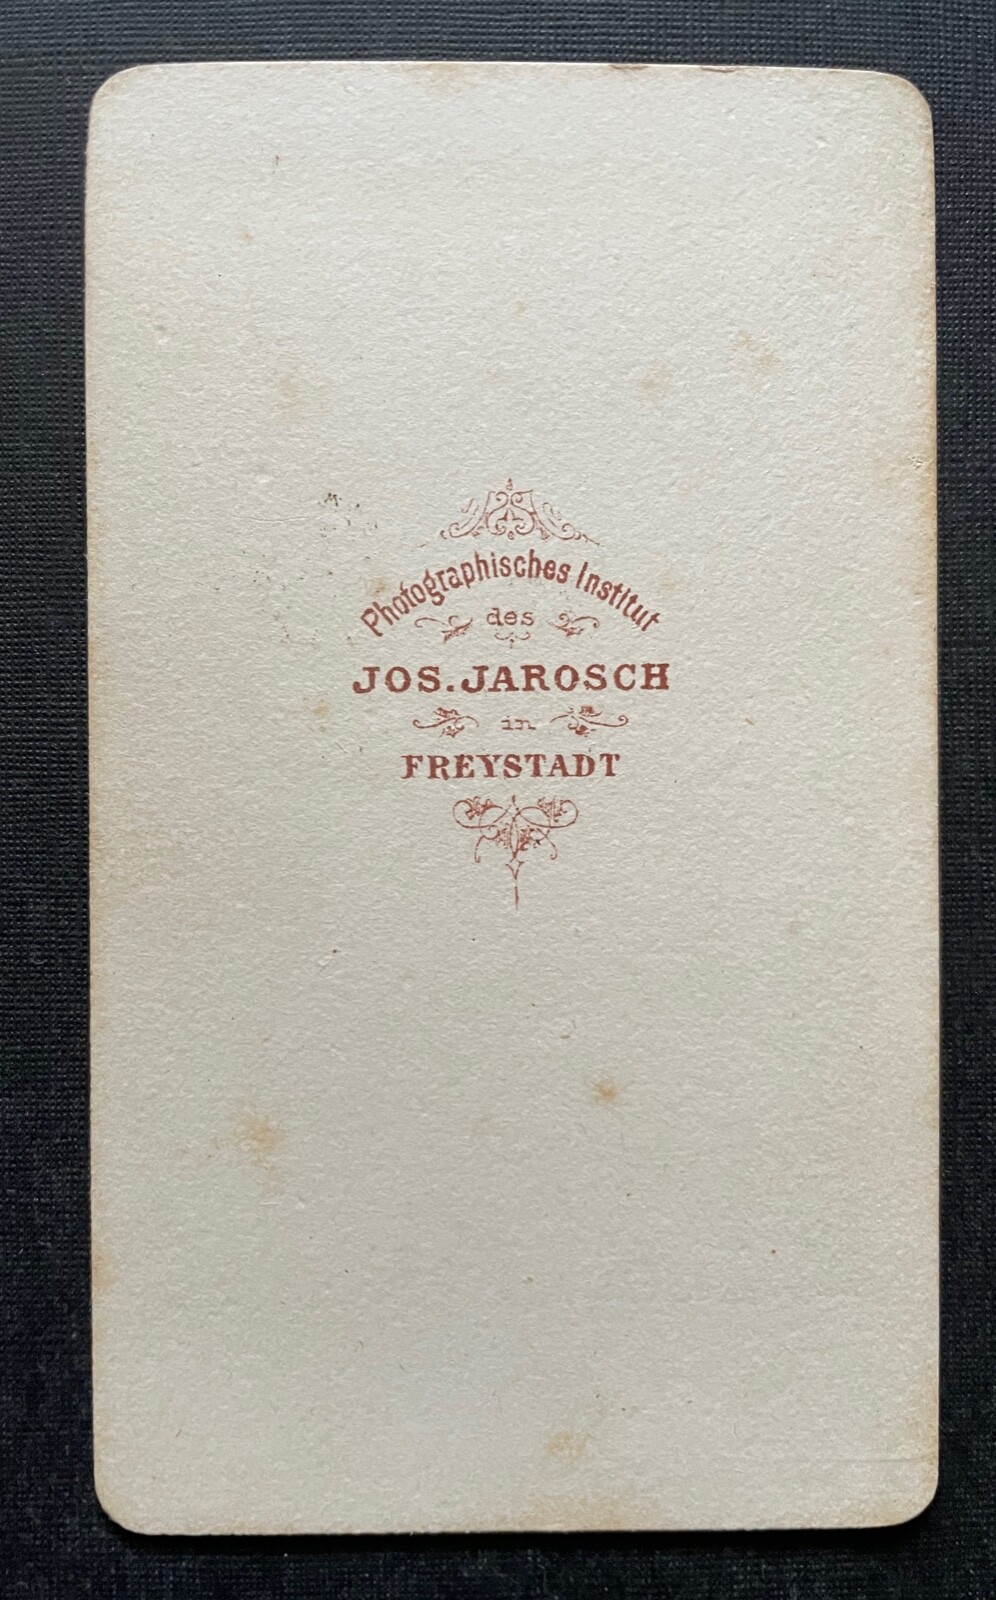 Photographisches Institut
des
JOS. JAROSCH
in
FREYSTADT